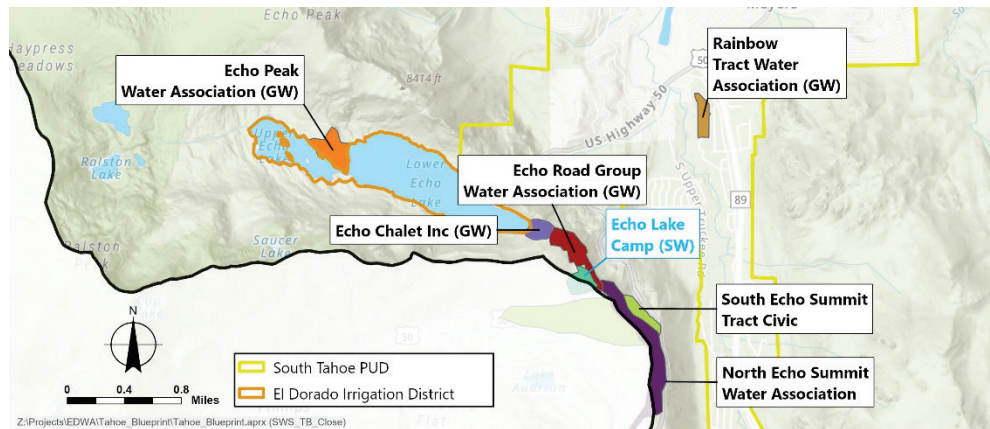 Echo Peak
Meyers
Haypress
Meadows
8414 ft
50
US Highway 50
Echo Peak
Water Association (GW)
Rainbow
Tract Water
Association (GW)
Upper
Echo
Lake
Ralston
Lake
Lower
Echo
Lake
Echo Road Group
Water Association (GW)
S Upper Truckee Rd
89
Echo Chalet Inc (GW)
Echo Lake
Camp (SW)
Saucer
Lake
Ralston
Peak
South Echo Summit
Tract Civic
50
50
N
South Tahoe PUD
El Dorado Irrigation District
Lake
Audrian
North Echo Summit
Water Association
0 0.4 0.8
Miles
Flat
Z:\Projects\EDWA\Tahoe_Blueprint\Tahoe_Blueprint.aprx (SWS_TB_Close)